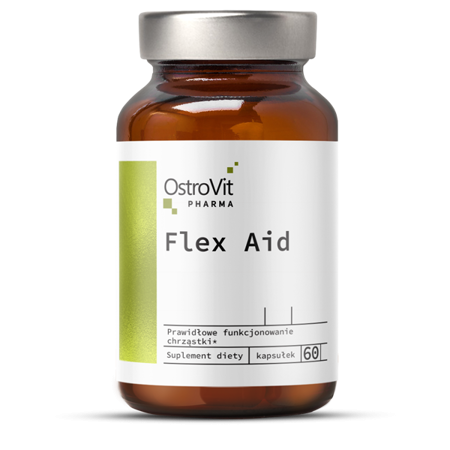 OstroVit
PHARMA
Flex Aid
Prawidłowe funkcjonowanie
chrząstki*
Suplement diety
kapsułek 60